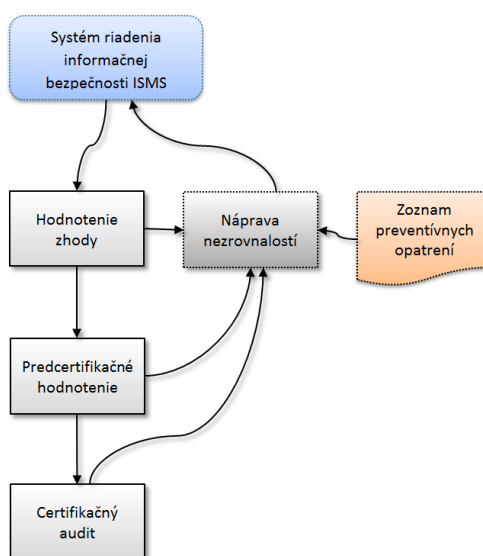 Systém riadenia
informačnej
bezpečnosti ISMS
Hodnotenie
zhody
Náprava
nezrovnalostí
Zoznam
preventívnych
opatrení
Predcertifikačné
hodnotenie
Certifikačný
audit